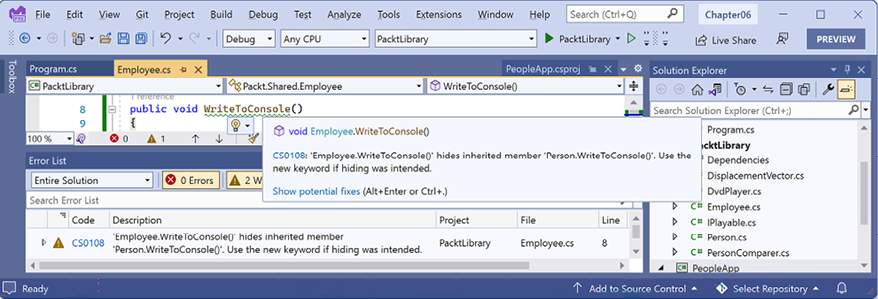 File Edit View Git Project Build Debug Test Analyze Tools Extensions Window Help Search (Ctrl+Q) Chapter06
Debug Any CPU PacktLibrary PacktLibrary Live Share PREVIEW
Toolbox
Program.cs Employee.cs PeopleApp.csproj
PacktLibrary Packt.Shared.Employee WriteToConsole()
1 reference
8 public void WriteToConsole()
9 {
100 % 0 1
void Employee.WriteToConsole()
CS0108: 'Employee.WriteToConsole()' hides inherited member 'Person.WriteToConsole()'. Use the
new keyword if hiding was intended.
Show potential fixes (Alt+Enter or Ctrl+.)
Error List
Entire Solution 0 Errors 2 W
Search Error List
Code Description Project File Line
CS0108 'Employee.WriteToConsole()' hides inherited member
'Person.WriteToConsole()'. Use the new keyword if hiding was intended. PacktLibrary Employee.cs 8
Solution Explorer
Search Solution Explorer (Ctrl+;)
C# Program.cs
PacktLibrary
Dependencies
DisplacementVector.cs
DvdPlayer.cs
C# Employee.cs
C# IPlayable.cs
C# Person.cs
C# PersonComparer.cs
PeopleApp
Ready Add to Source Control Select Repository